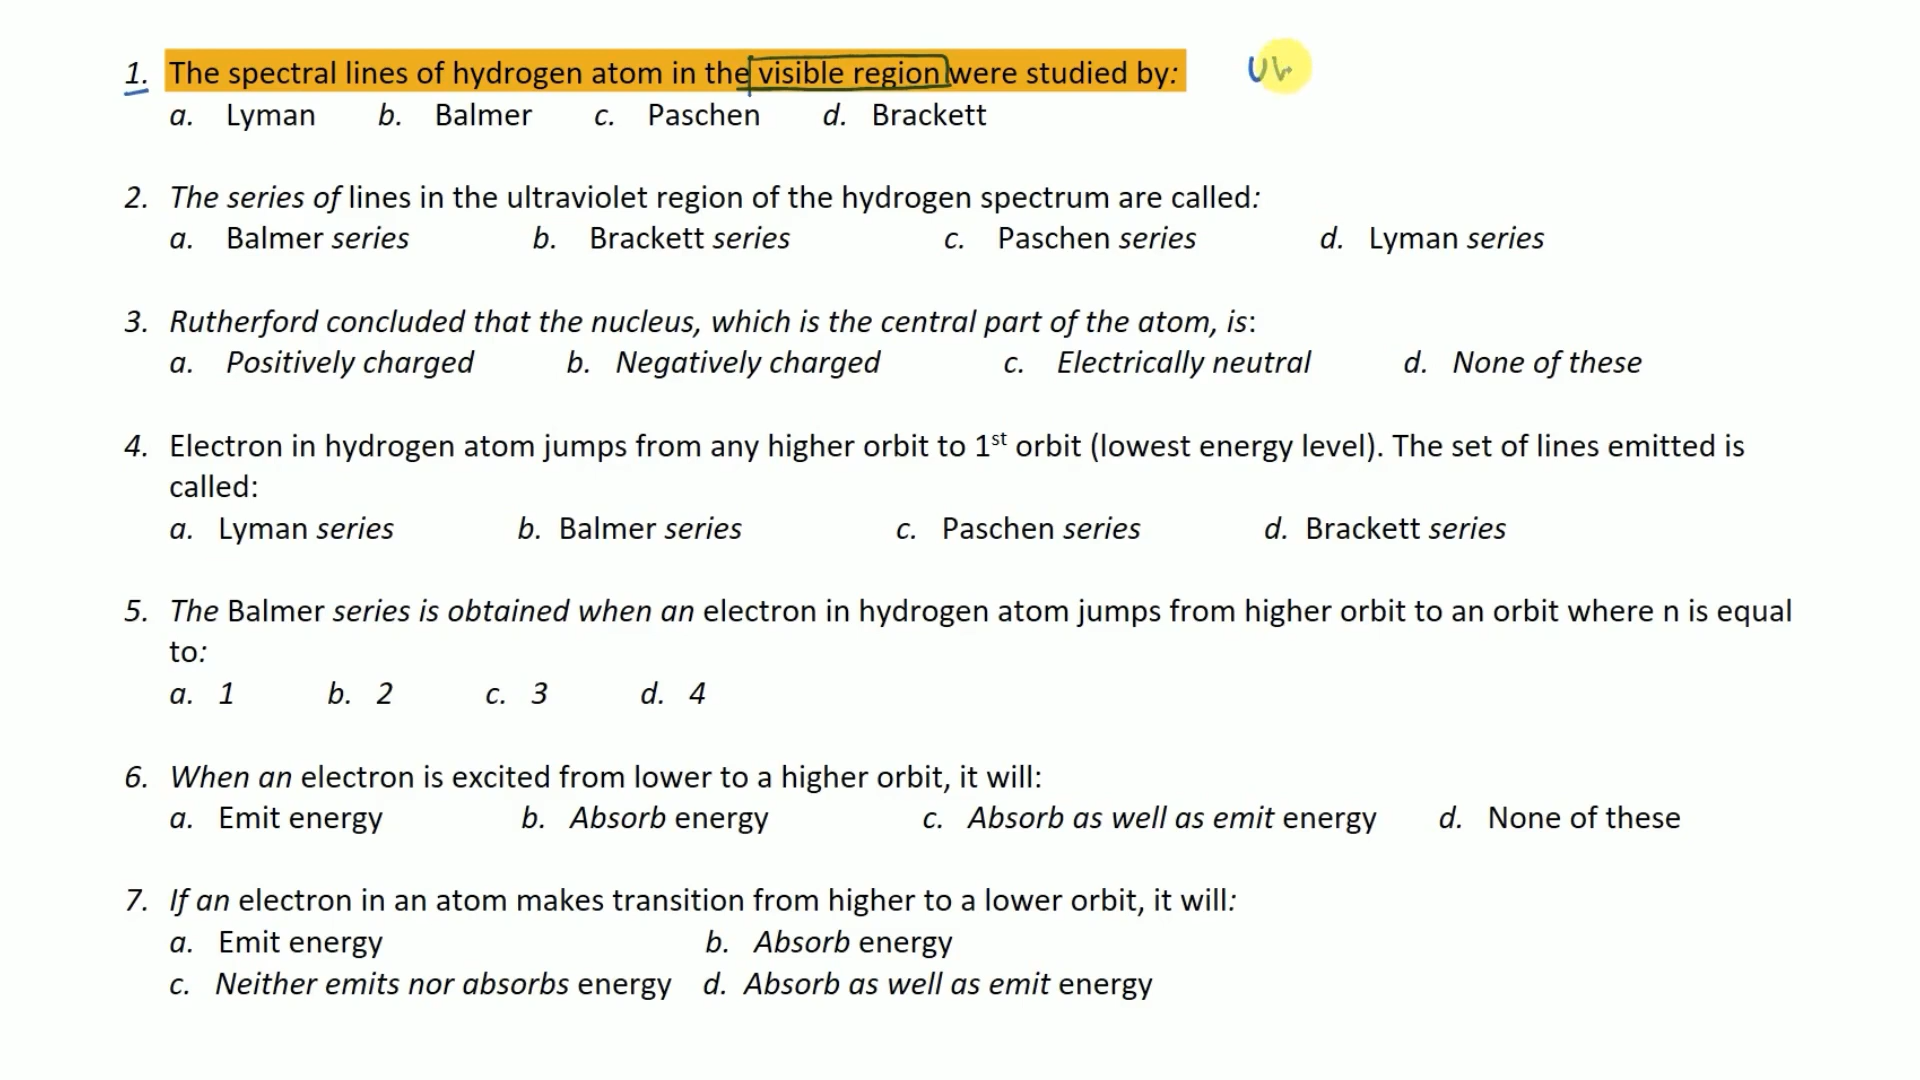 1. The spectral lines of hydrogen atom in the visible region were studied by:
a. Lyman b. Balmer c. Paschen d. Brackett
2. The series of lines in the ultraviolet region of the hydrogen spectrum are called:
a. Balmer series b. Brackett series c. Paschen series d. Lyman series
3. Rutherford concluded that the nucleus, which is the central part of the atom, is:
a. Positively charged b. Negatively charged c. Electrically neutral d. None of these
4. Electron in hydrogen atom jumps from any higher orbit to 1st orbit (lowest energy level). The set of lines emitted is
called:
a. Lyman series b. Balmer series c. Paschen series d. Brackett series
5. The Balmer series is obtained when an electron in hydrogen atom jumps from higher orbit to an orbit where n is equal
to:
a. 1 b. 2 c. 3 d. 4
6. When an electron is excited from lower to a higher orbit, it will:
a. Emit energy b. Absorb energy c. Absorb as well as emit energy d. None of these
7. If an electron in an atom makes transition from higher to a lower orbit, it will:
a. Emit energy b. Absorb energy
c. Neither emits nor absorbs energy d. Absorb as well as emit energy